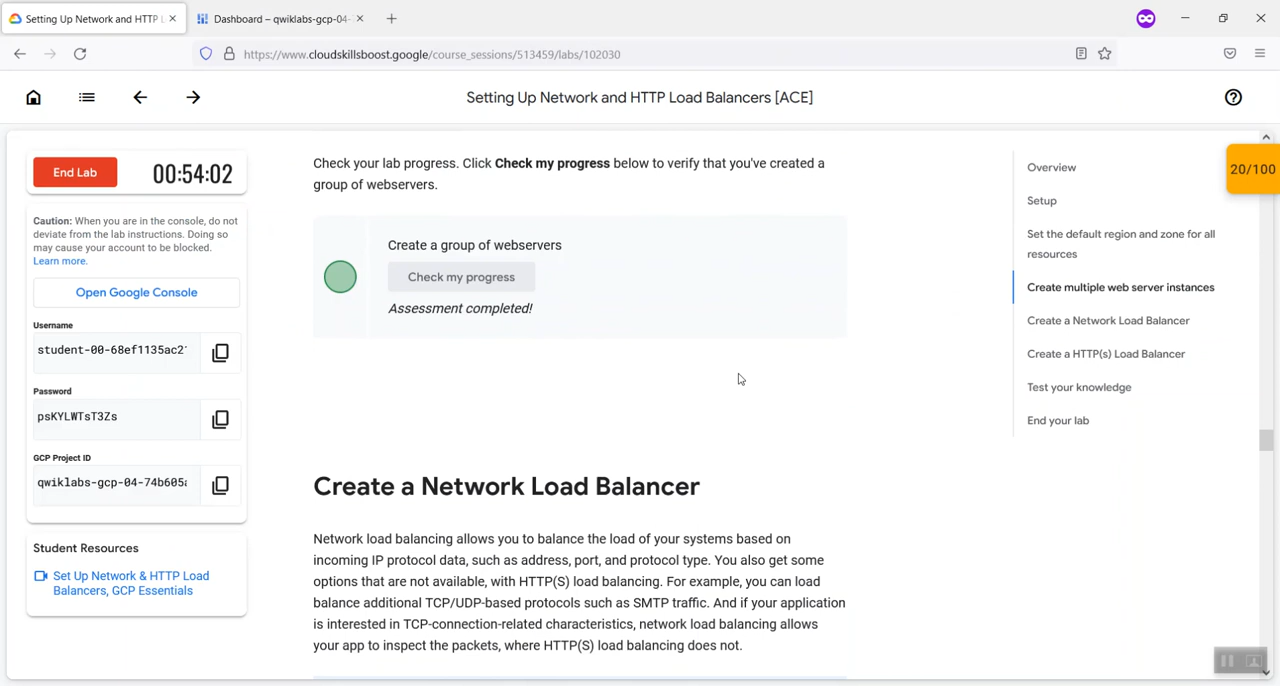 Setting Up Network and HTTP L
Dashboard – qwiklabs-gcp-04-
https://www.cloudskillsboost.google/course_sessions/513459/labs/102030
Setting Up Network and HTTP Load Balancers [ACE]
End Lab
00:54:02
Caution: When you are in the console, do not
deviate from the lab instructions. Doing so
may cause your account to be blocked.
Learn more.
Open Google Console
Username
student-00-68ef1135ac2
Password
psKYLWTsT3Zs
GCP Project ID
qwiklabs-gcp-04-74b605a
Student Resources
Set Up Network & HTTP Load
Balancers, GCP Essentials
Check your lab progress. Click Check my progress below to verify that you've created a
group of webservers.
Create a group of webservers
Check my progress
Assessment completed!
Create a Network Load Balancer
Network load balancing allows you to balance the load of your systems based on
incoming IP protocol data, such as address, port, and protocol type. You also get some
options that are not available, with HTTP(S) load balancing. For example, you can load
balance additional TCP/UDP-based protocols such as SMTP traffic. And if your application
is interested in TCP-connection-related characteristics, network load balancing allows
your app to inspect the packets, where HTTP(S) load balancing does not.
Overview
Setup
Set the default region and zone for all
resources
Create multiple web server instances
Create a Network Load Balancer
Create a HTTP(s) Load Balancer
Test your knowledge
End your lab
20/100